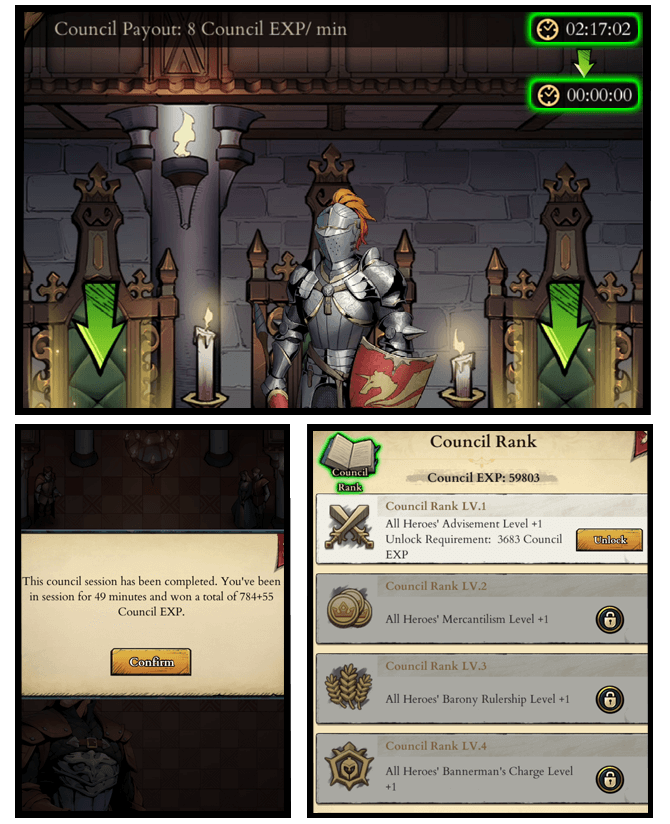 Council Payout: 8 Council EXP/ min
02:17:02
00:00:00
This council session has been completed. You've been
in session for 49 minutes and won a total of 784+55
Council EXP.
Confirm
Council
Rank
Council Rank
Council EXP: 59803
Council Rank LV.1
All Heroes' Advisement Level +1
Unlock Requirement: 3683 Council
EXP
Unlock
Council Rank LV.2
All Heroes' Mercantilism Level +1
Council Rank LV.3
All Heroes' Barony Rulership Level +1
Council Rank LV.4
All Heroes' Bannerman's Charge Level
+1